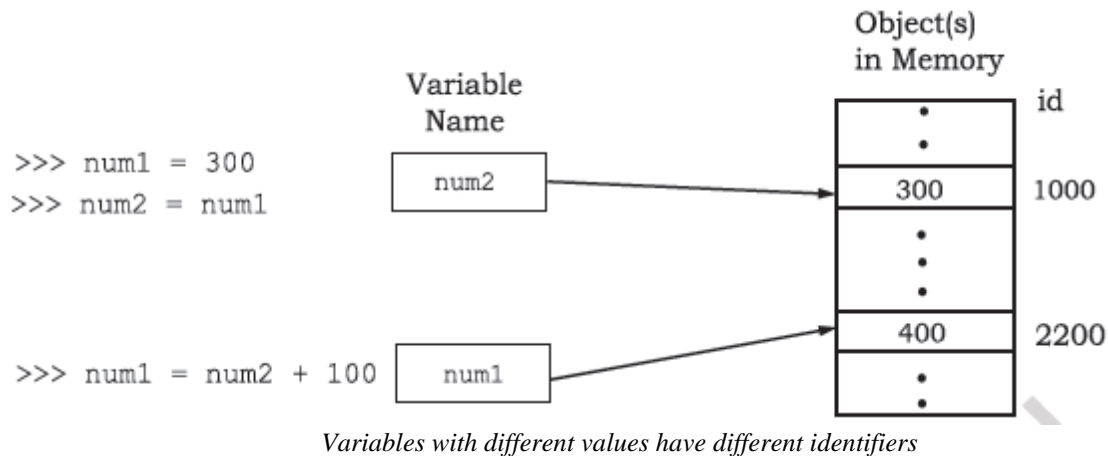 Object(s)
in Memory
id
Variable
Name
>>> num1 = 300
>>> num2 = num1
num2
300
1000
400
2200
>>> num1 = num2 + 100
num1
Variables with different values have different identifiers